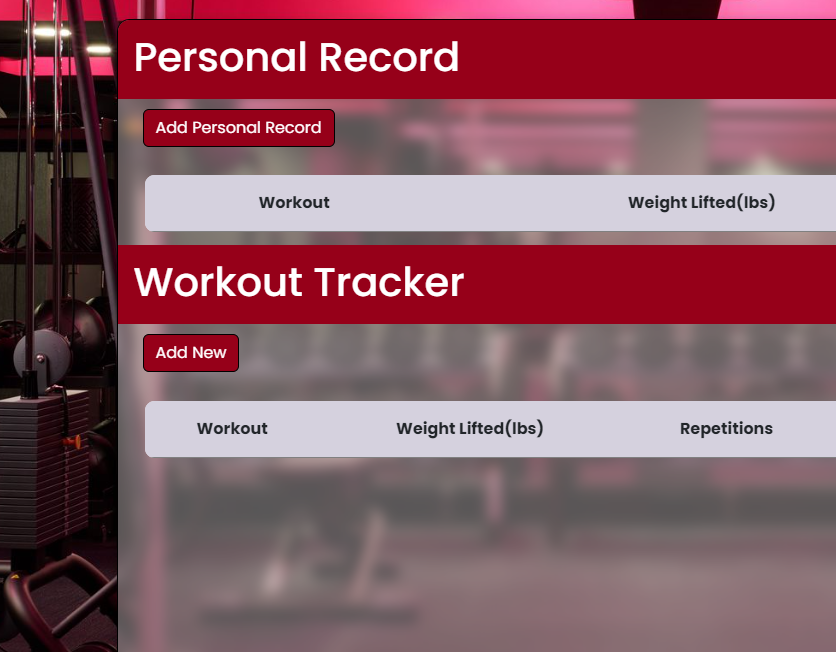 Personal Record
Add Personal Record
Workout Weight Lifted(lbs)
Workout Tracker
Add New
Workout Weight Lifted(lbs) Repetitions